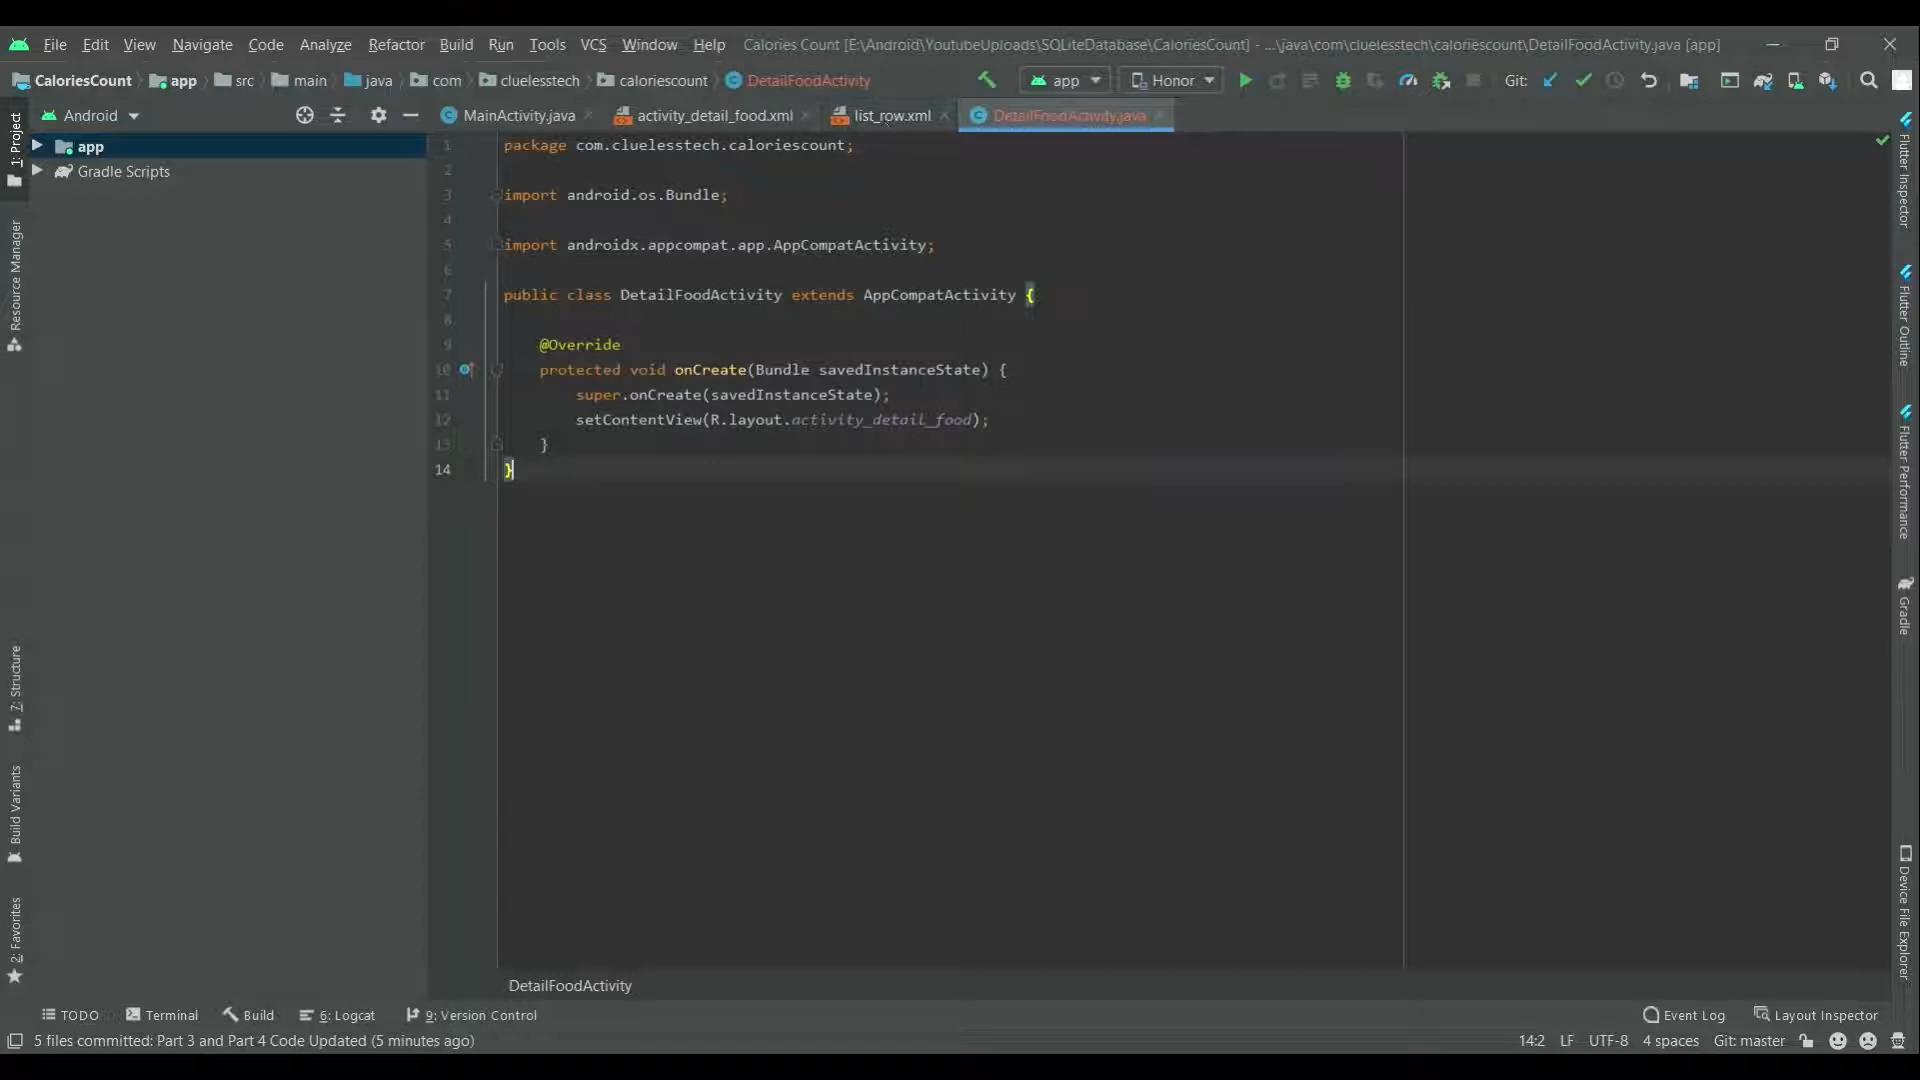 File Edit View Navigate Code Analyze Refactor Build Run Tools VCS Window Help Calories Count [E:\Android\YoutubeUploads\SQLiteDatabase\CaloriesCount] - ...\java\com\cluelesstech\caloriescount\DetailFoodActivity.java [app]
CaloriesCount app src main java com cluelesstech caloriescount DetailFoodActivity app Honor Git:
Android MainActivity.java activity_detail_food.xml list_row.xml DetailFoodActivity.java
app
Gradle Scripts
1: Project
Resource Manager
7: Structure
Build Variants
2: Favorites
1 package com.cluelesstech.caloriescount;
2
3 import android.os.Bundle;
4
5 import androidx.appcompat.app.AppCompatActivity;
6
7 public class DetailFoodActivity extends AppCompatActivity {
8
9 @Override
10 protected void onCreate(Bundle savedInstanceState) {
11 super.onCreate(savedInstanceState);
12 setContentView(R.layout.activity_detail_food);
13 }
14 }
DetailFoodActivity
Flutter Inspector
Flutter Outline
Flutter Performance
Gradle
Device File Explorer
TODO Terminal Build 6: Logcat 9: Version Control Event Log Layout Inspector
5 files committed: Part 3 and Part 4 Code Updated (5 minutes ago) 14:2 LF UTF-8 4 spaces Git: master